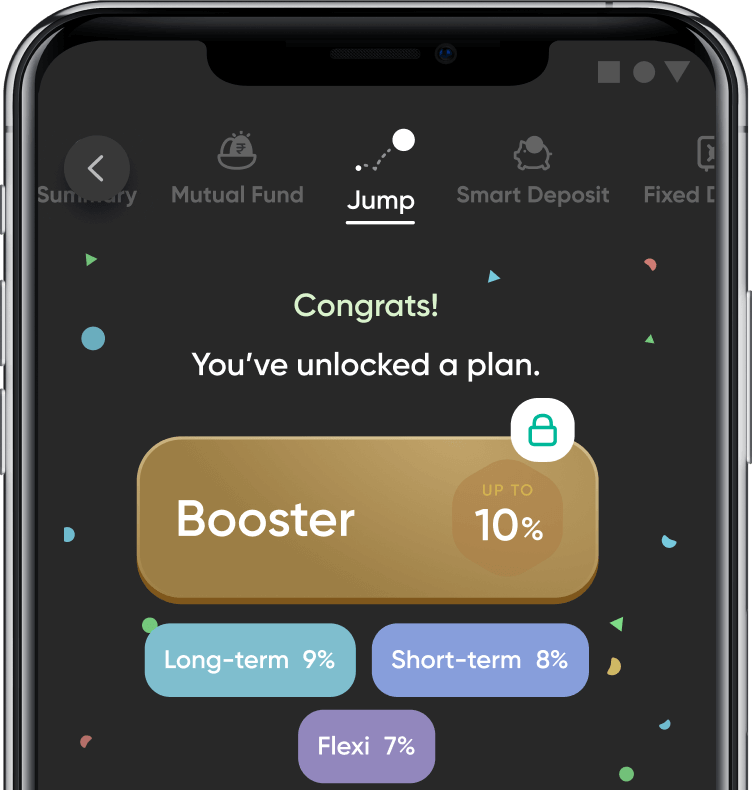 Summary
Mutual Fund
Jump
Smart Deposit
Fixed D
Congrats!
You’ve unlocked a plan.
Booster
UP TO
10%
Long-term 9%
Short-term 8%
Flexi 7%